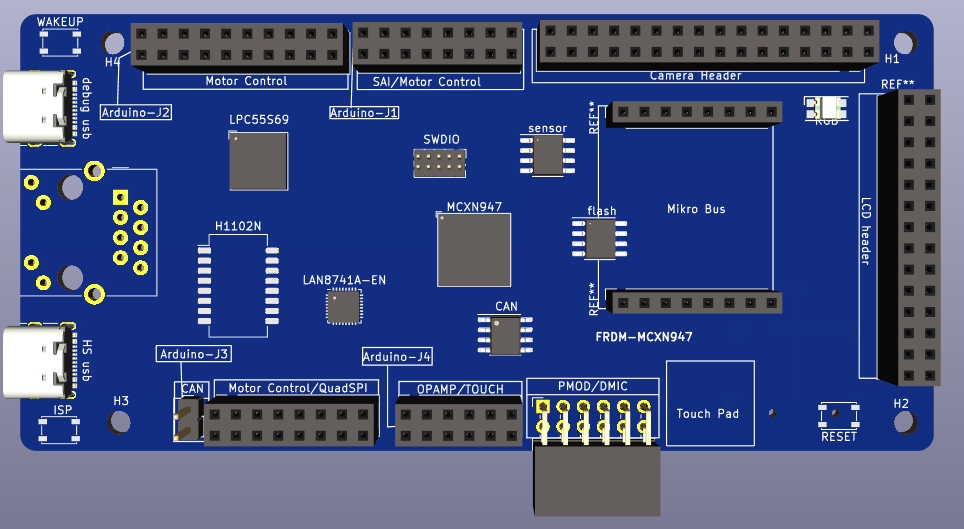 WAKEUP
H4
Motor Control
SAI/Motor Control
Camera Header
H1
REF**
debug usb
Arduino-J2
Arduino-J1
RGB
LPC55S69
SWDIO
sensor
REF**
MCXN947
flash
Mikro Bus
LCD header
H1102N
LAN8741A-EN
CAN
REF**
FRDM-MCXN947
HS usb
Arduino-J3
Arduino-J4
ISP
H3
CAN
Motor Control/QuadSPI
OPAMP/TOUCH
PMOD/DMIC
Touch Pad
H2
RESET